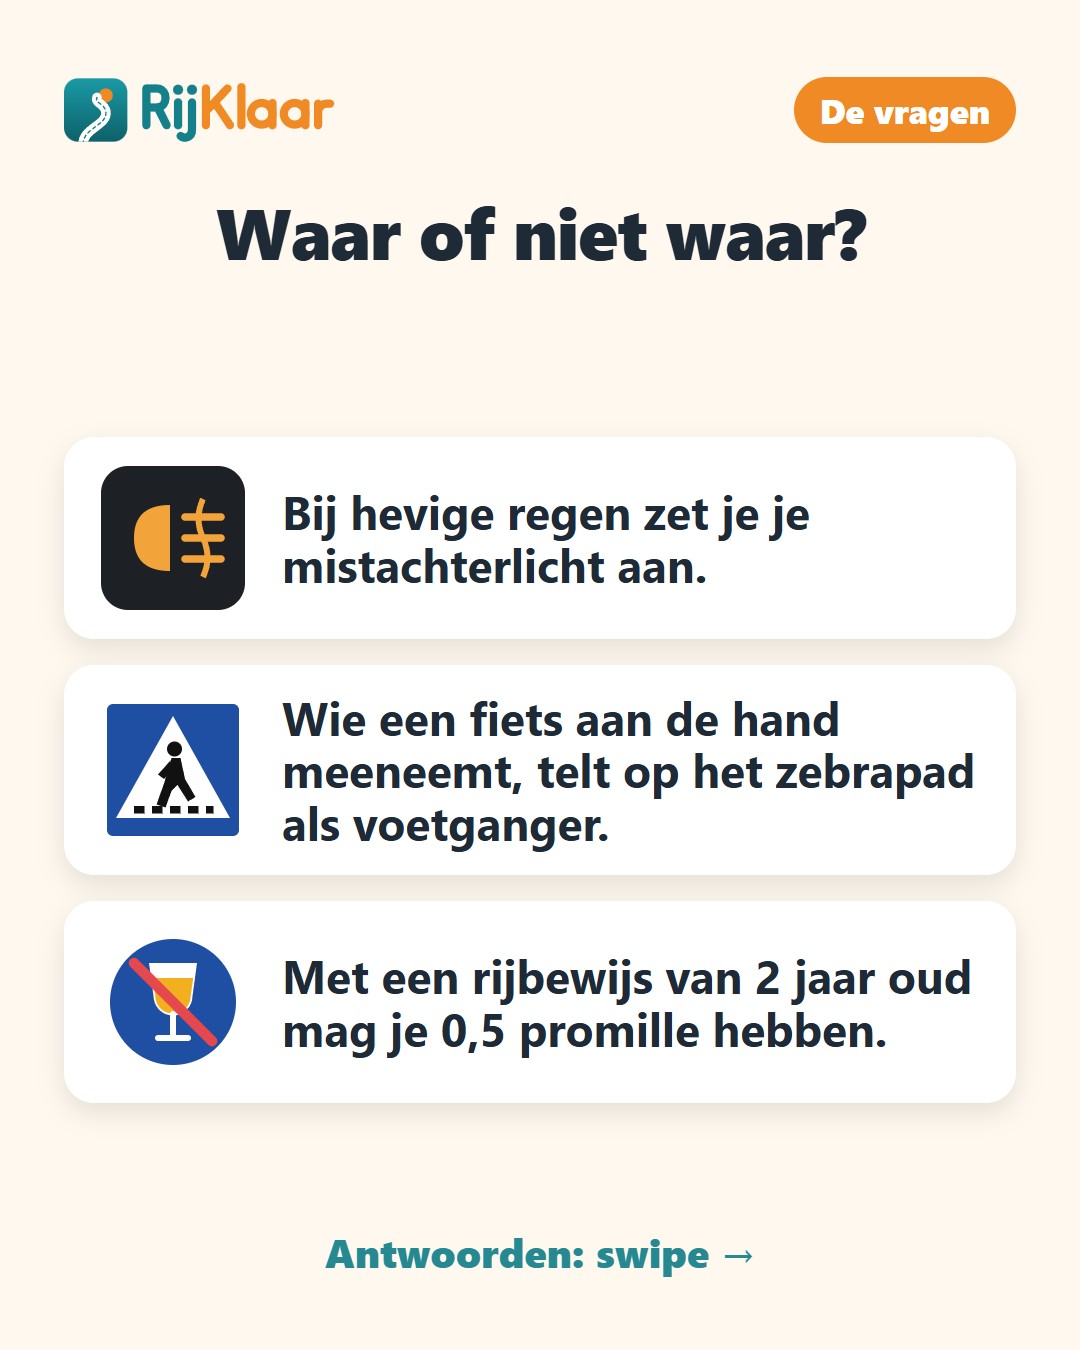 RijKlaar
De vragen
Waar of niet waar?
Bij hevige regen zet je je
mistachterlicht aan.
Wie een fiets aan de hand
meeneemt, telt op het zebrapad
als voetganger.
Met een rijbewijs van 2 jaar oud
mag je 0,5 promille hebben.
Antwoorden: swipe →